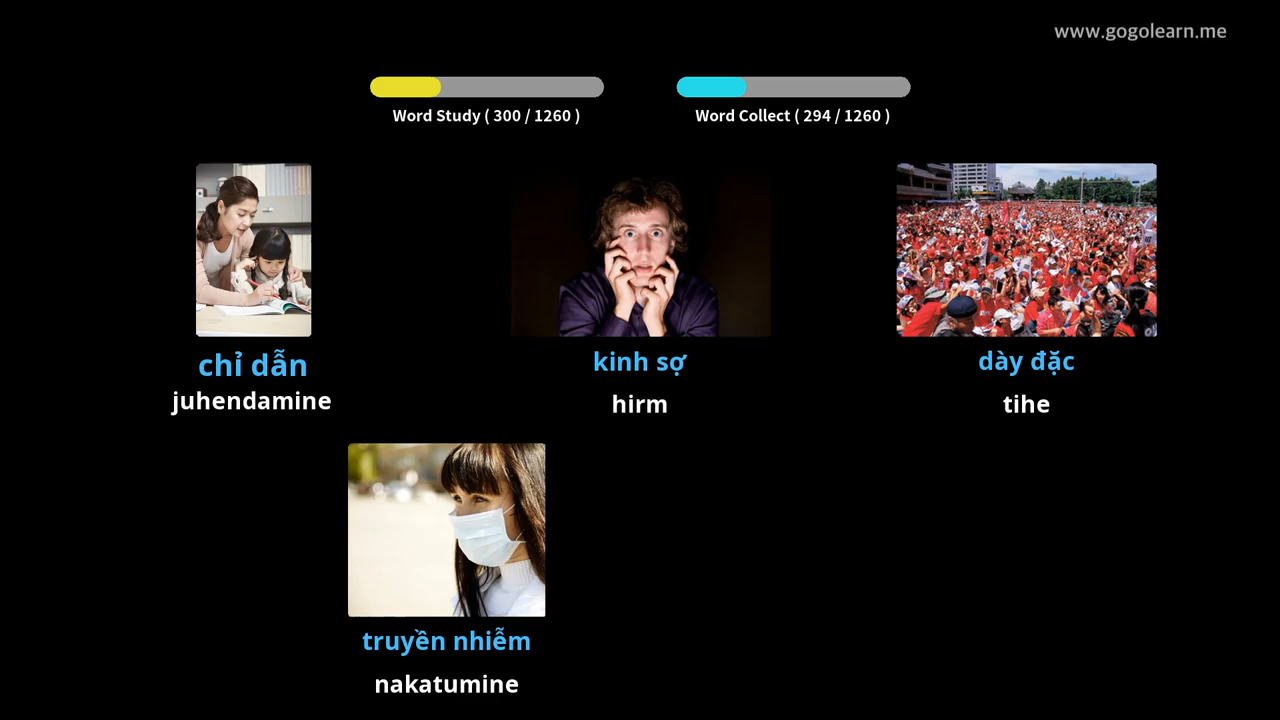 www.gogolearn.me
Word Study ( 300 / 1260 )
Word Collect ( 294 / 1260 )
chỉ dẫn
juhendamine
kinh sợ
hirm
dày đặc
tihe
truyền nhiễm
nakatumine